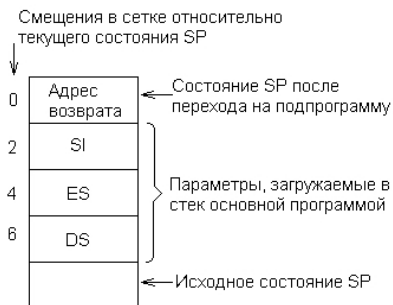 Смещения в сетке относительно
текущего состояния SP
0
Адрес
возврата
Состояние SP после
перехода на подпрограмму
2
SI
4
ES
Параметры, загружаемые в
стек основной программой
6
DS
Исходное состояние SP